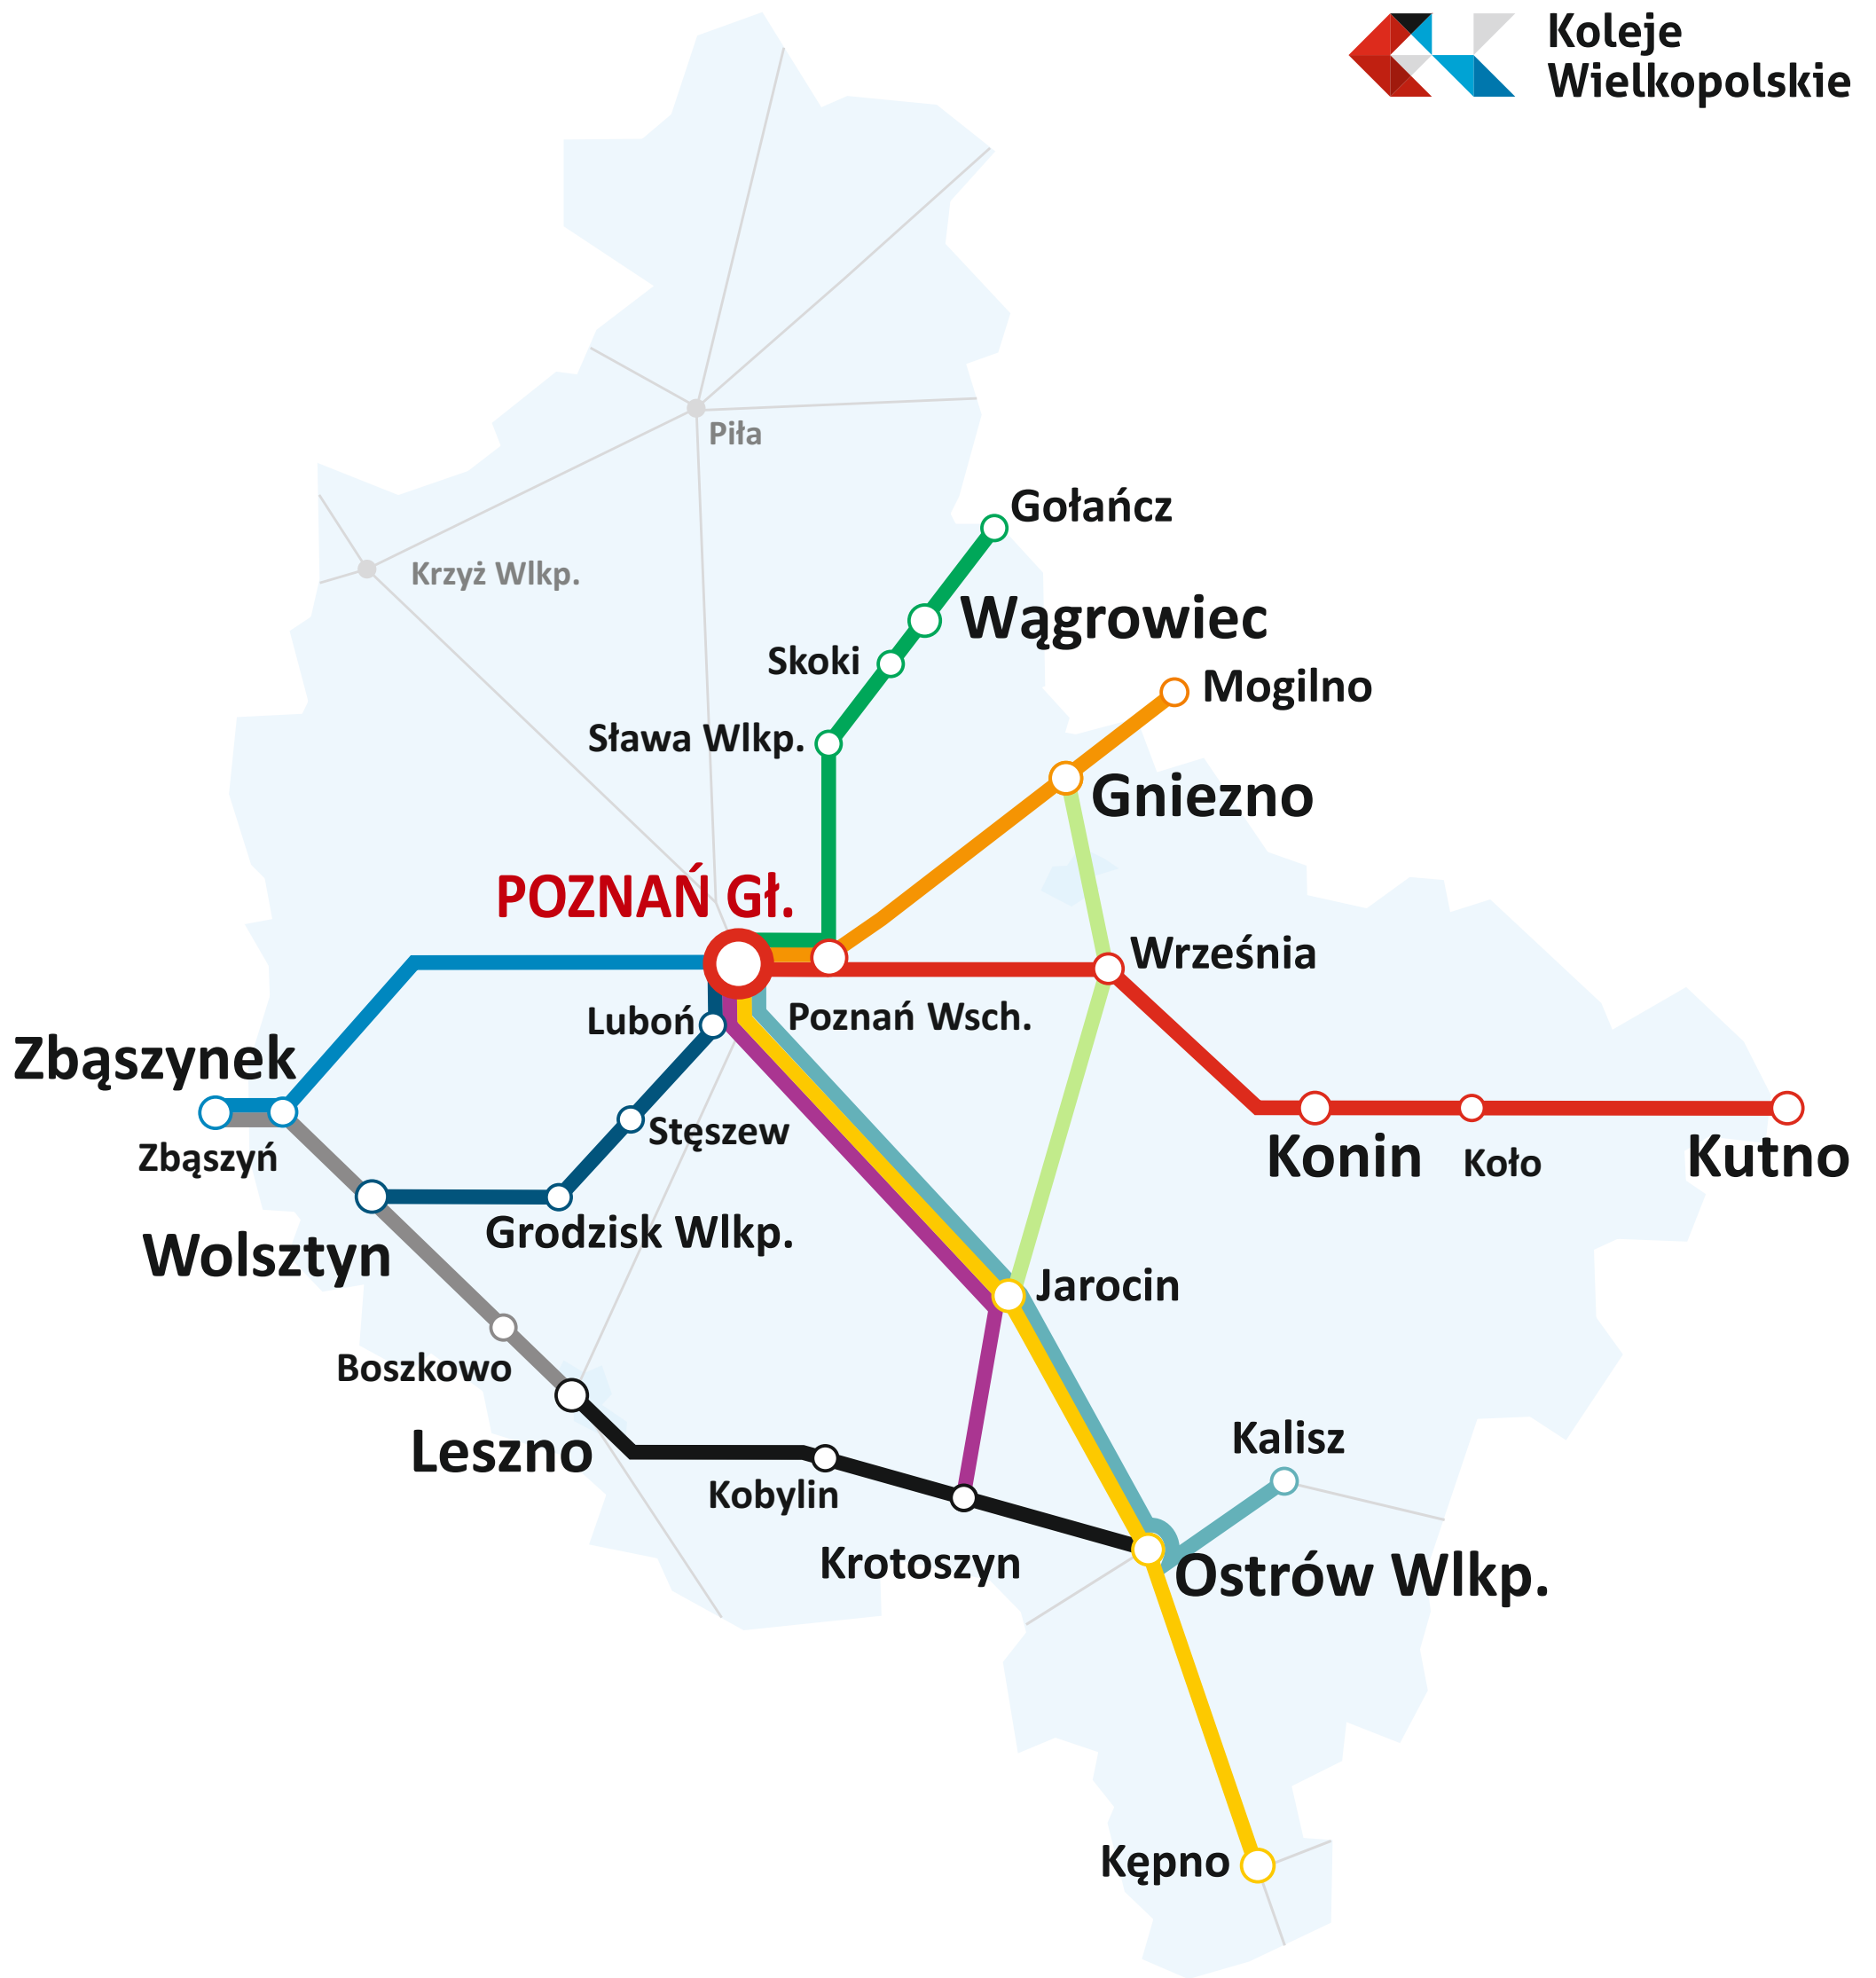 Koleje
Wielkopolskie
Piła
Gołańcz
Krzyż Wlkp.
Wągrowiec
Skoki
Mogilno
Sława Wlkp.
Gniezno
POZNAŃ Gł.
Września
Luboń
Poznań Wsch.
Zbąszynek
Stęszew
Zbąszyń
Konin
Koło
Kutno
Grodzisk Wlkp.
Wolsztyn
Jarocin
Boszkowo
Kalisz
Leszno
Kobylin
Krotoszyn
Ostrów Wlkp.
Kępno